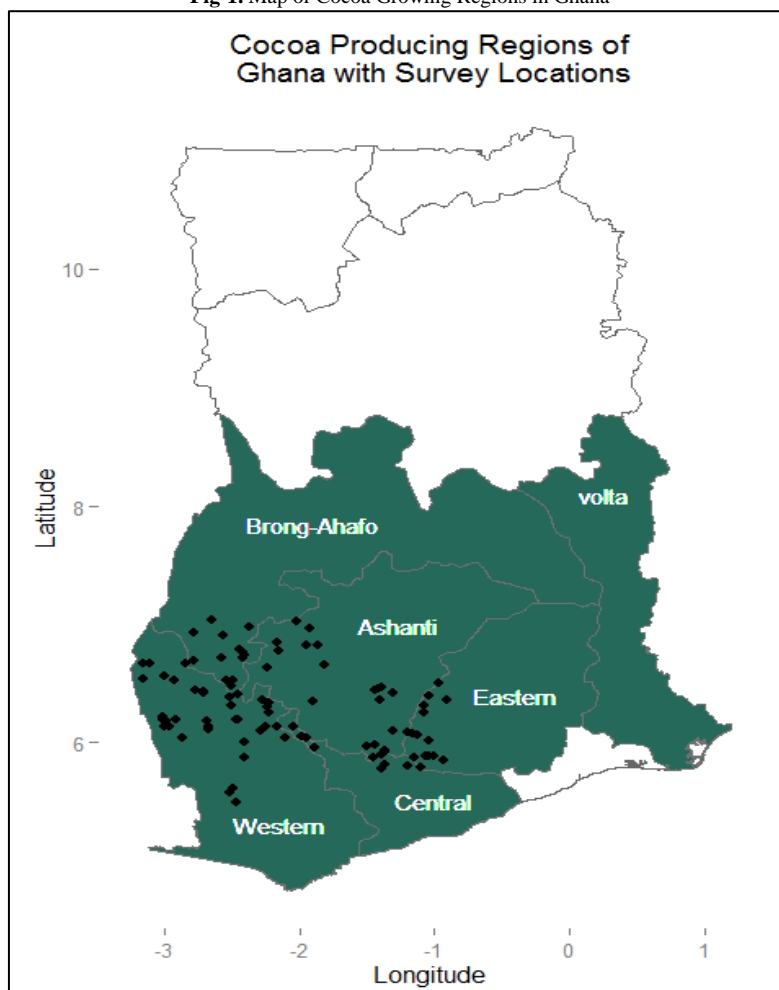 Fig 1. Map of Cocoa Growing Regions in Ghana
Cocoa Producing Regions of
Ghana with Survey Locations
10
Latitude
8
volta
Brong-Ahafo
Ashanti
Eastern
6
Central
Western
-3 -2 -1 0 1
Longitude